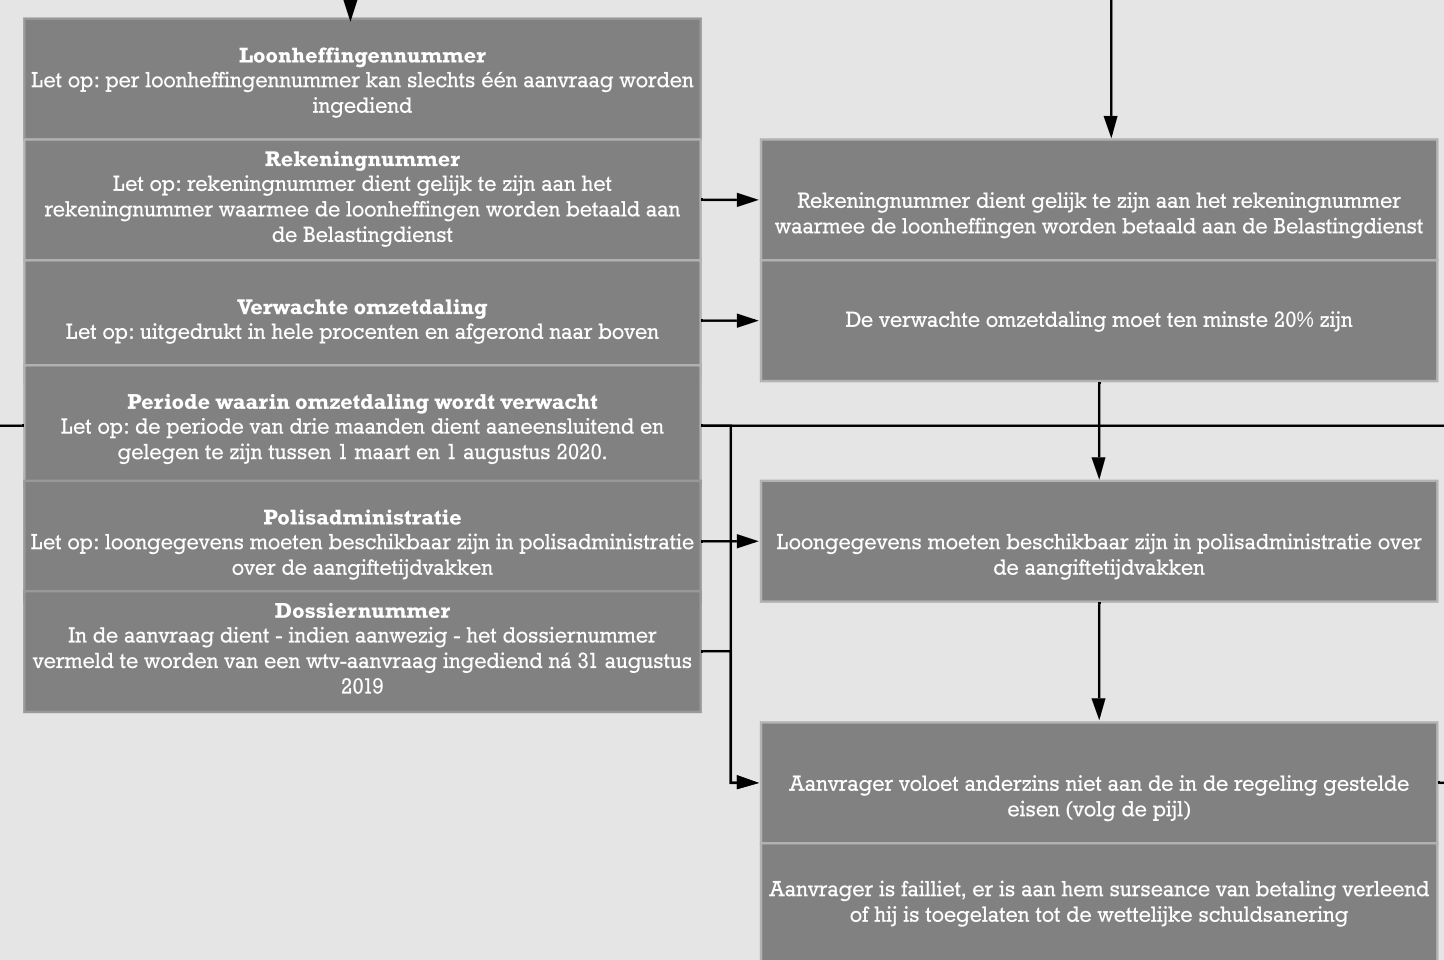 Loonheffingennummer
Let op: per loonheffingennummer kan slechts één aanvraag worden
ingediend
Rekeningnummer
Let op: rekeningnummer dient gelijk te zijn aan het
rekeningnummer waarmee de loonheffingen worden betaald aan
de Belastingdienst
Verwachte omzetdaling
Let op: uitgedrukt in hele procenten en afgerond naar boven
Periode waarin omzetdaling wordt verwacht
Let op: de periode van drie maanden dient aaneensluitend en
gelegen te zijn tussen 1 maart en 1 augustus 2020.
Polisadministratie
Let op: loongegevens moeten beschikbaar zijn in polisadministratie
over de aangiftetijdvakken
Dossiernummer
In de aanvraag dient - indien aanwezig - het dossiernummer
vermeld te worden van een wtv-aanvraag ingediend ná 31 augustus
2019
Rekeningnummer dient gelijk te zijn aan het rekeningnummer
waarmee de loonheffingen worden betaald aan de Belastingdienst
De verwachte omzetdaling moet ten minste 20% zijn
Loongegevens moeten beschikbaar zijn in polisadministratie over
de aangiftetijdvakken
Aanvrager voloet anderzins niet aan de in de regeling gestelde
eisen (volg de pijl)
Aanvrager is failliet, er is aan hem surseance van betaling verleend
of hij is toegelaten tot de wettelijke schuldsanering